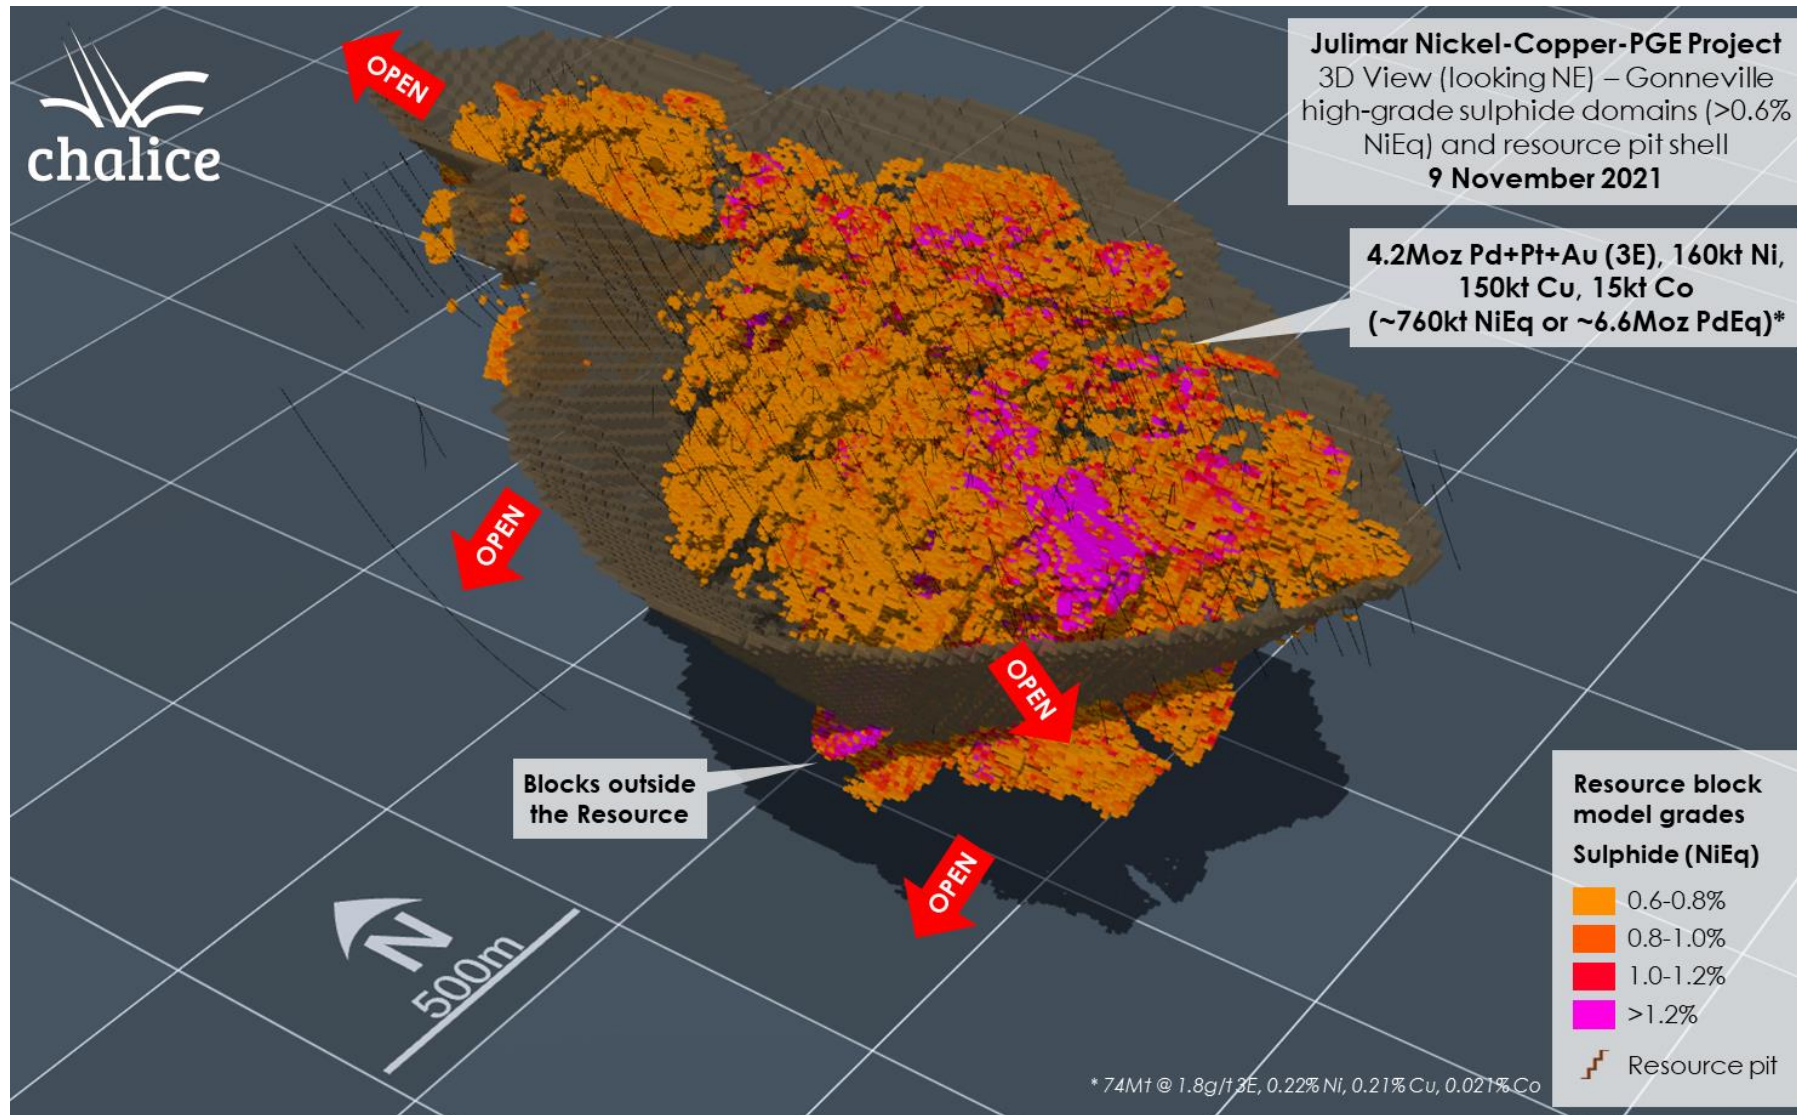 chalice
OPEN
Julimar Nickel-Copper-PGE Project
3D View (looking NE) – Gonneville
high-grade sulphide domains (>0.6%
NiEq) and resource pit shell
9 November 2021
4.2Moz Pd+Pt+Au (3E), 160kt Ni,
150kt Cu, 15kt Co
(~760kt NiEq or ~6.6Moz PdEq)*
OPEN
OPEN
Blocks outside
the Resource
OPEN
N
500m
Resource block
model grades
Sulphide (NiEq)
0.6-0.8%
0.8-1.0%
1.0-1.2%
>1.2%
Resource pit
* 74Mt @ 1.8g/t 3E, 0.22% Ni, 0.21% Cu, 0.021% Co